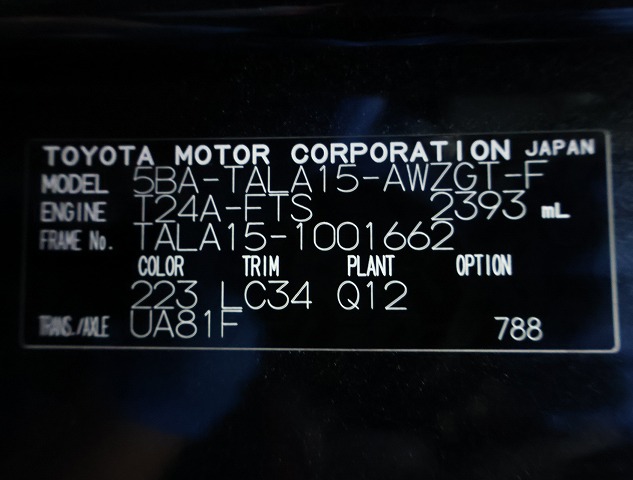 TOYOTA MOTOR CORPORATION JAPAN
MODEL 5BA-TALA15-AWZGT-F
ENGINE T24A-FTS 2393 mL
FRAME No. TALA15-1001662
COLOR TRIM PLANT OPTION
223 LC34 Q12
TRANS./AXLE UA81F 788